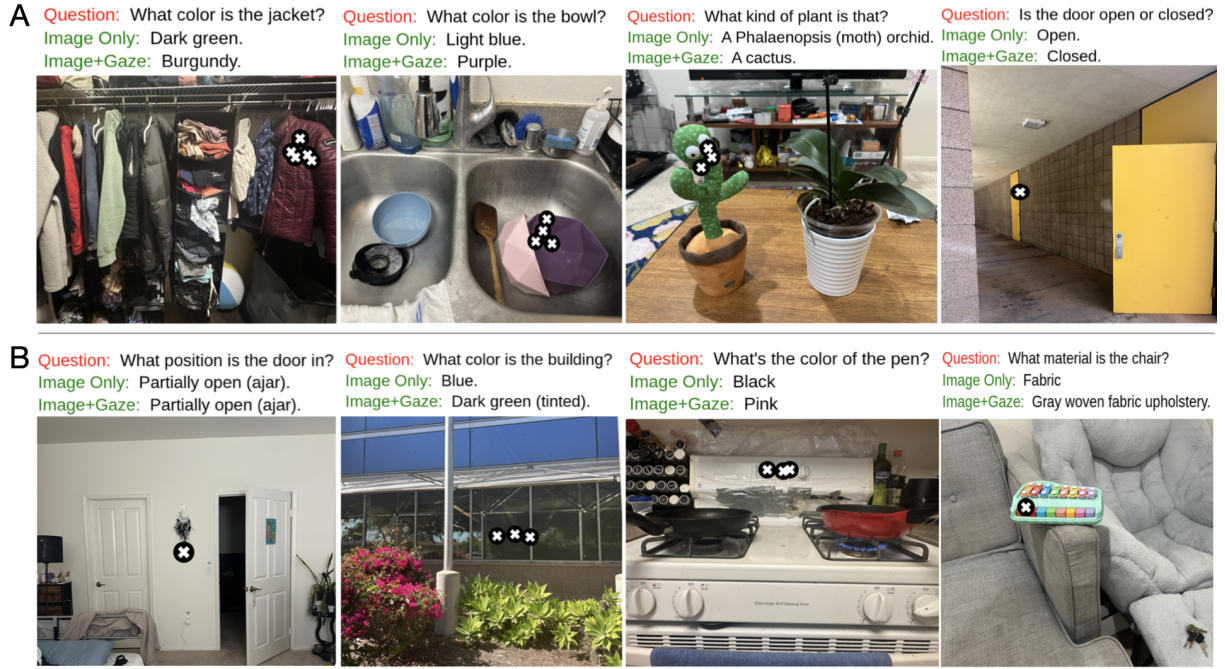 A
Question: What color is the jacket?
Image Only: Dark green.
Image+Gaze: Burgundy.
Question: What color is the bowl?
Image Only: Light blue.
Image+Gaze: Purple.
Question: What kind of plant is that?
Image Only: A Phalaenopsis (moth) orchid.
Image+Gaze: A cactus.
Question: Is the door open or closed?
Image Only: Open.
Image+Gaze: Closed.
B
Question: What position is the door in?
Image Only: Partially open (ajar).
Image+Gaze: Partially open (ajar).
Question: What color is the building?
Image Only: Blue.
Image+Gaze: Dark green (tinted).
Question: What's the color of the pen?
Image Only: Black
Image+Gaze: Pink
Extra Large Self Cleaning Oven
Question: What material is the chair?
Image Only: Fabric
Image+Gaze: Gray woven fabric upholstery.